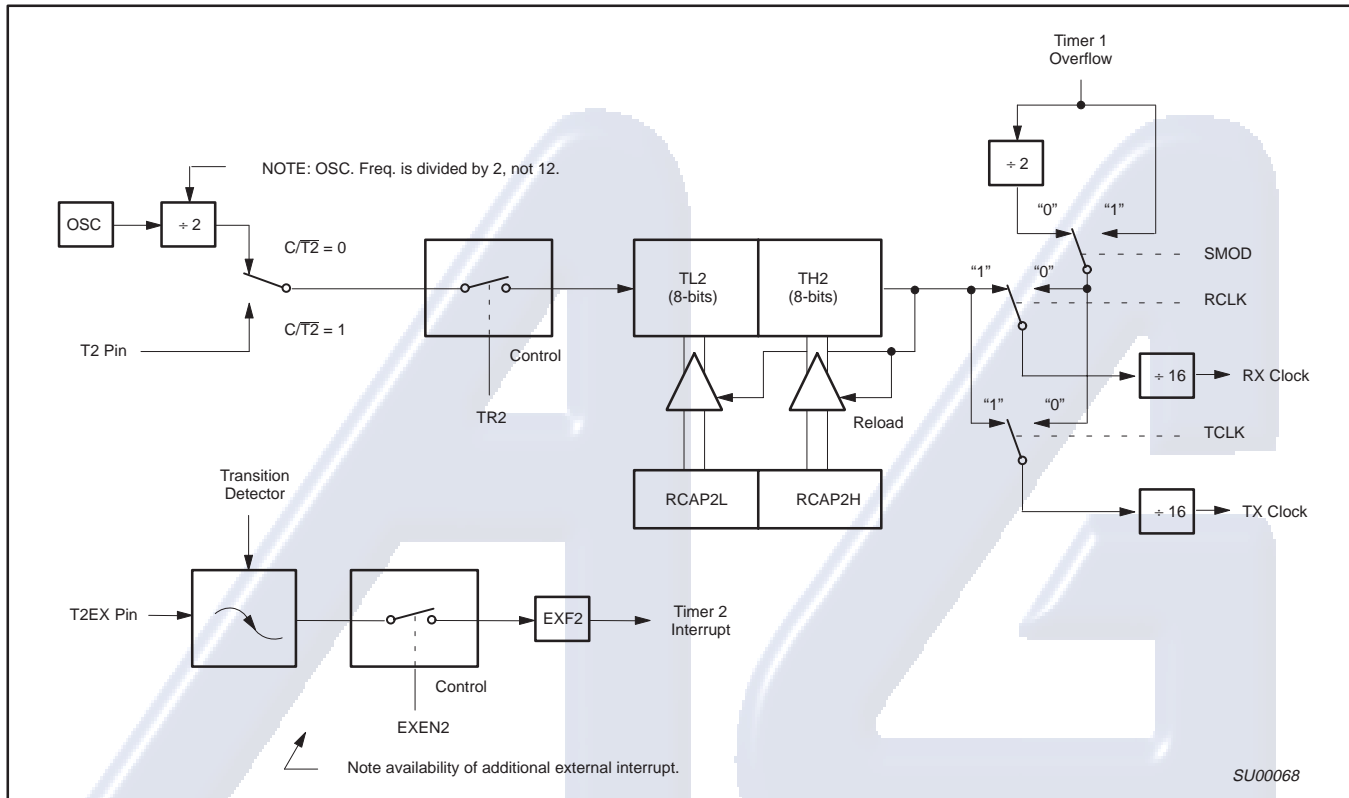 Timer 1
Overflow
÷ 2
NOTE: OSC. Freq. is divided by 2, not 12.
OSC
÷ 2
"0"
"1"
C/T2 = 0
SMOD
TL2
(8-bits)
TH2
(8-bits)
"1"
"0"
RCLK
C/T2 = 1
T2 Pin
Control
÷ 16
RX Clock
TR2
Reload
"1"
"0"
TCLK
Transition
Detector
RCAP2L
RCAP2H
÷ 16
TX Clock
T2EX Pin
EXF2
Timer 2
Interrupt
Control
EXEN2
Note availability of additional external interrupt.
SU00068